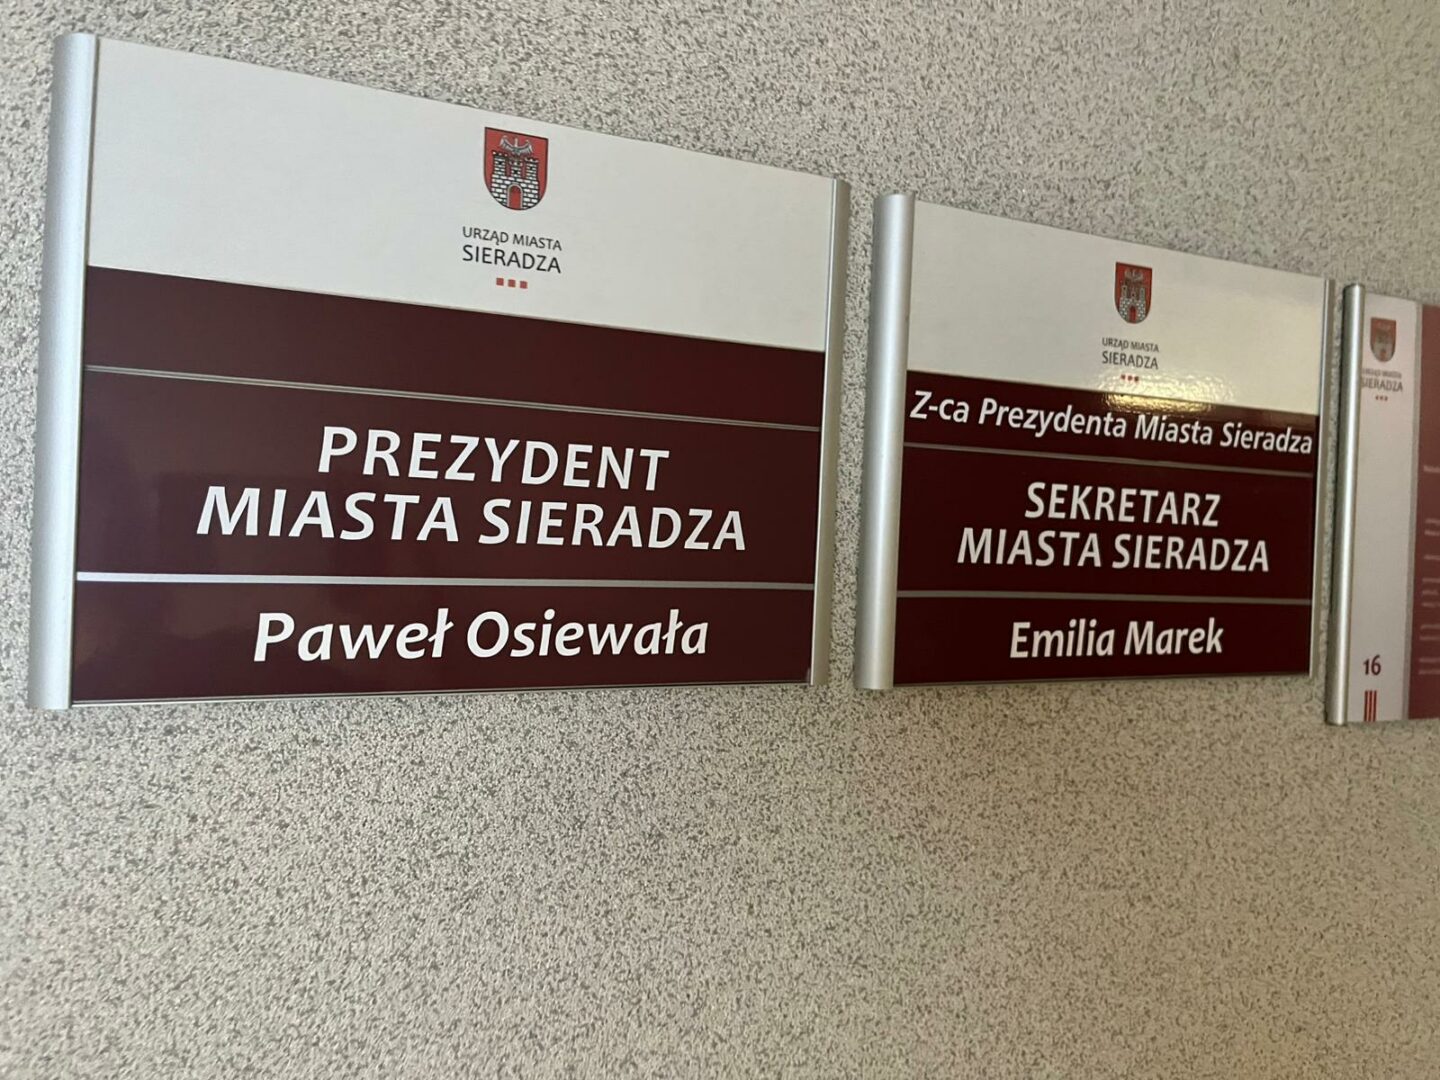 URZĄD MIASTA
SIERADZA
PREZYDENT
MIASTA SIERADZA
Paweł Osiewała
URZĄD MIASTA
SIERADZA
Z-ca Prezydenta Miasta Sieradza
SEKRETARZ
MIASTA SIERADZA
Emilia Marek
URZĄD MIASTA
SIERADZA
16